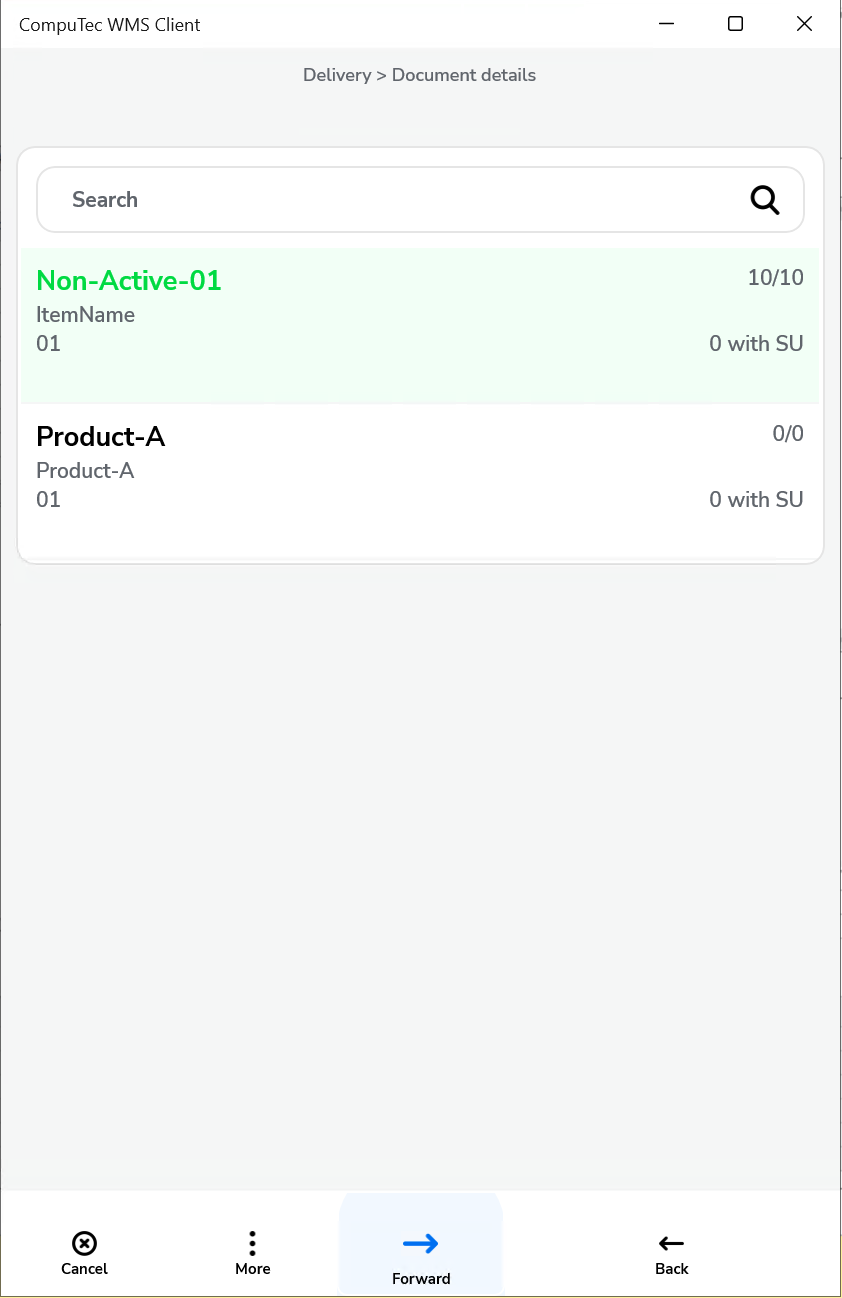 CompuTec WMS Client
Delivery > Document details
Search
Non-Active-01 10/10
ItemName
01 0 with SU
Product-A 0/0
Product-A
01 0 with SU
Cancel More Forward Back